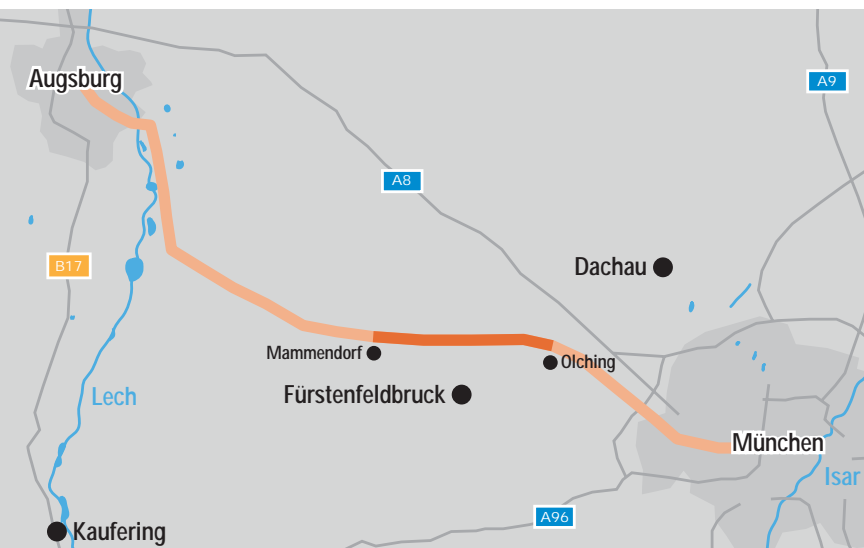 Augsburg
A9
A8
B17
Dachau
Mammendorf
Olching
Fürstenfeldbruck
Lech
München
Isar
A96
Kaufering